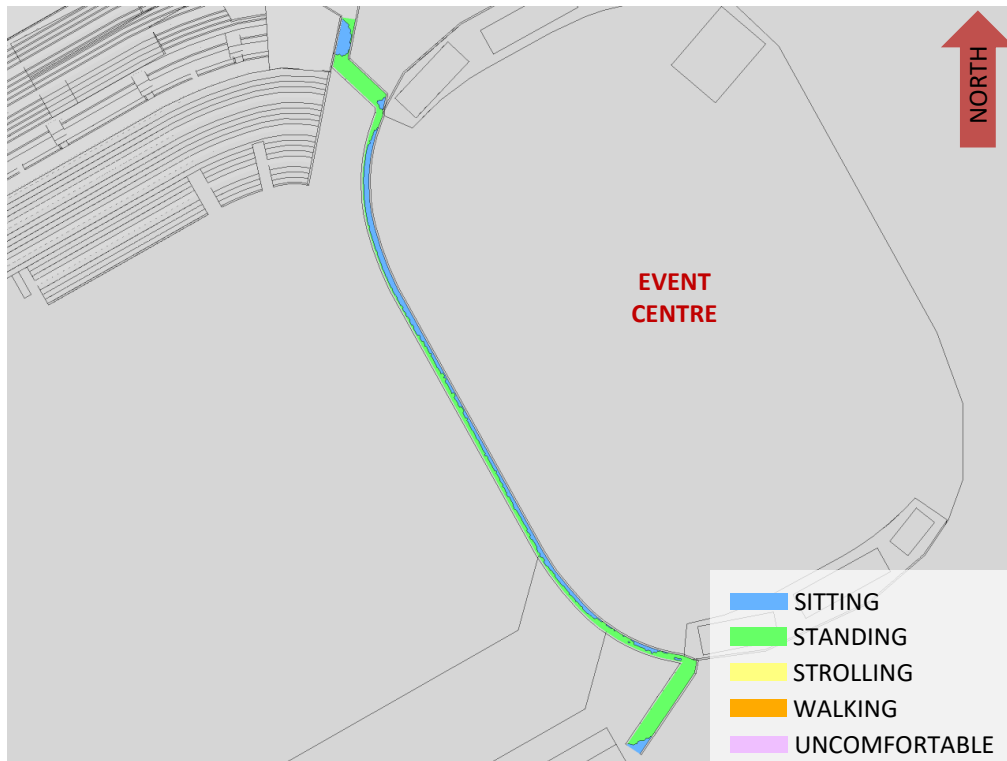 NORTH
EVENT
CENTRE
SITTING
STANDING
STROLLING
WALKING
UNCOMFORTABLE